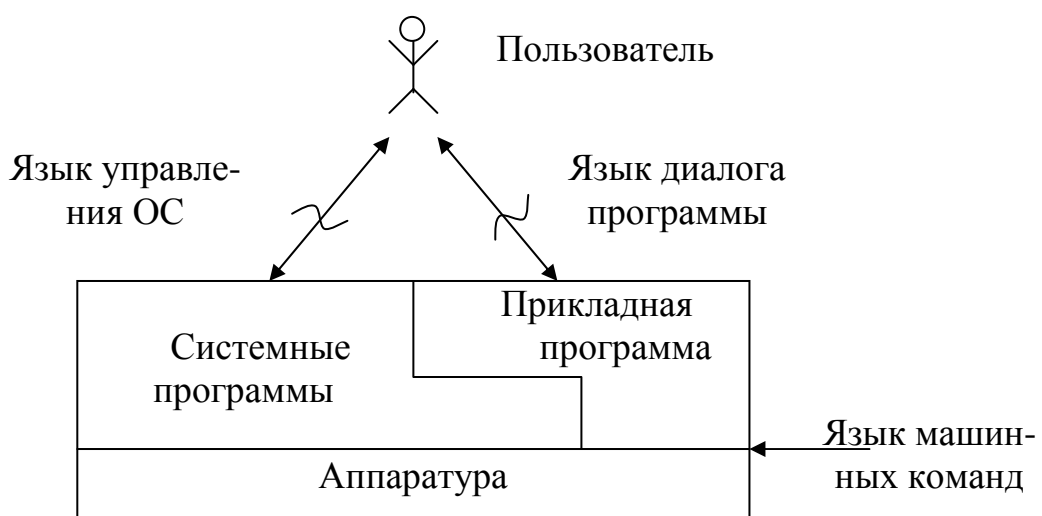 Пользователь
Язык управле-
ния ОС
Язык диалога
программы
Прикладная
программа
Системные
программы
Язык машин-
ных команд
Аппаратура